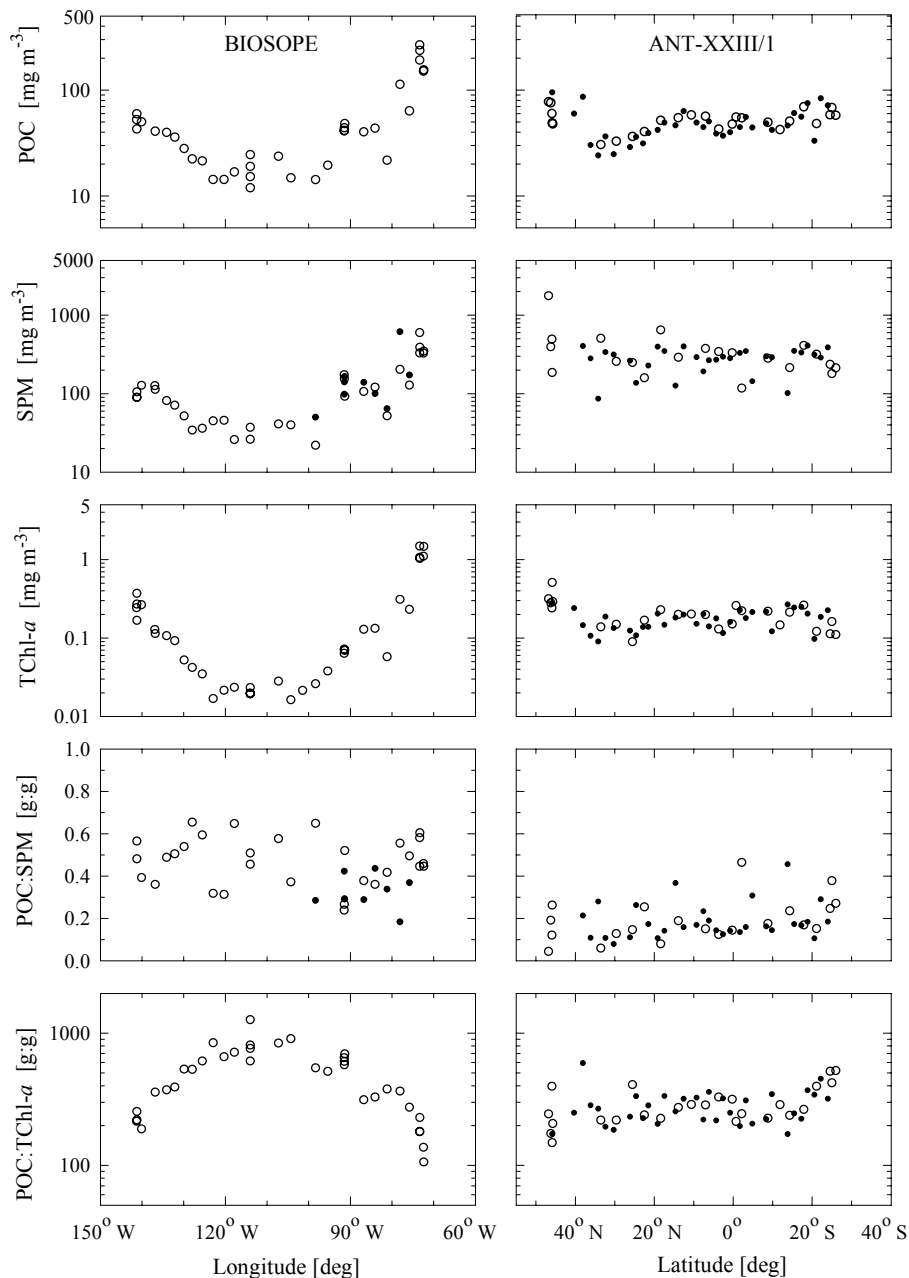 BIOSOPE
ANT-XXIII/1
POC [mg m⁻³]
500
100
10
SPM [mg m⁻³]
5000
1000
100
10
TChl-a [mg m⁻³]
5
1
0.1
0.01
POC:SPM [g:g]
1.0
0.8
0.6
0.4
0.2
0.0
POC:TChl-a [g:g]
1000
100
150° W 120° W 90° W 60° W
40° N 20° N 0° 20° S 40° S
Longitude [deg]
Latitude [deg]